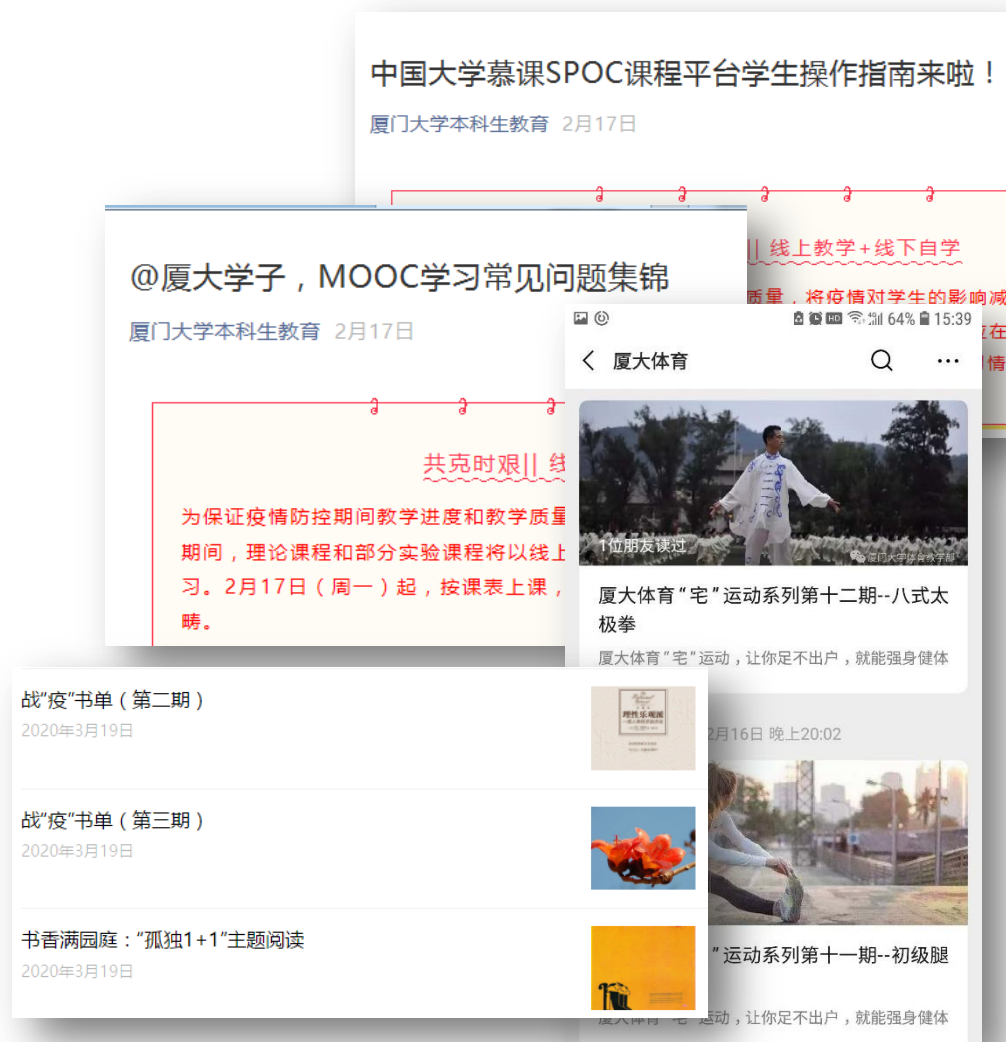 中国大学慕课SPOC课程平台学生操作指南来啦！
厦门大学本科生教育 2月17日
|| 线上教学+线下自学
质量，将疫情对学生的影响减
@厦大学子，MOOC学习常见问题集锦
厦门大学本科生教育 2月17日
共克时艰||
为保证疫情防控期间教学进度和教学质量
期间，理论课程和部分实验课程将以线上
习。2月17日（周一）起，按课表上课，
畴。
HD 64% 15:39
厦大体育
1位朋友读过
厦门大学体育教学部
厦大体育“宅”运动系列第十二期--八式太
极拳
厦大体育“宅”运动，让你足不出户，就能强身健体
2月16日 晚上20:02
”运动系列第十一期--初级腿
运动，让你足不出户，就能强身健体
战“疫”书单（第二期）
2020年3月19日
理性乐观派
战“疫”书单（第三期）
2020年3月19日
书香满园庭：“孤独1+1”主题阅读
2020年3月19日